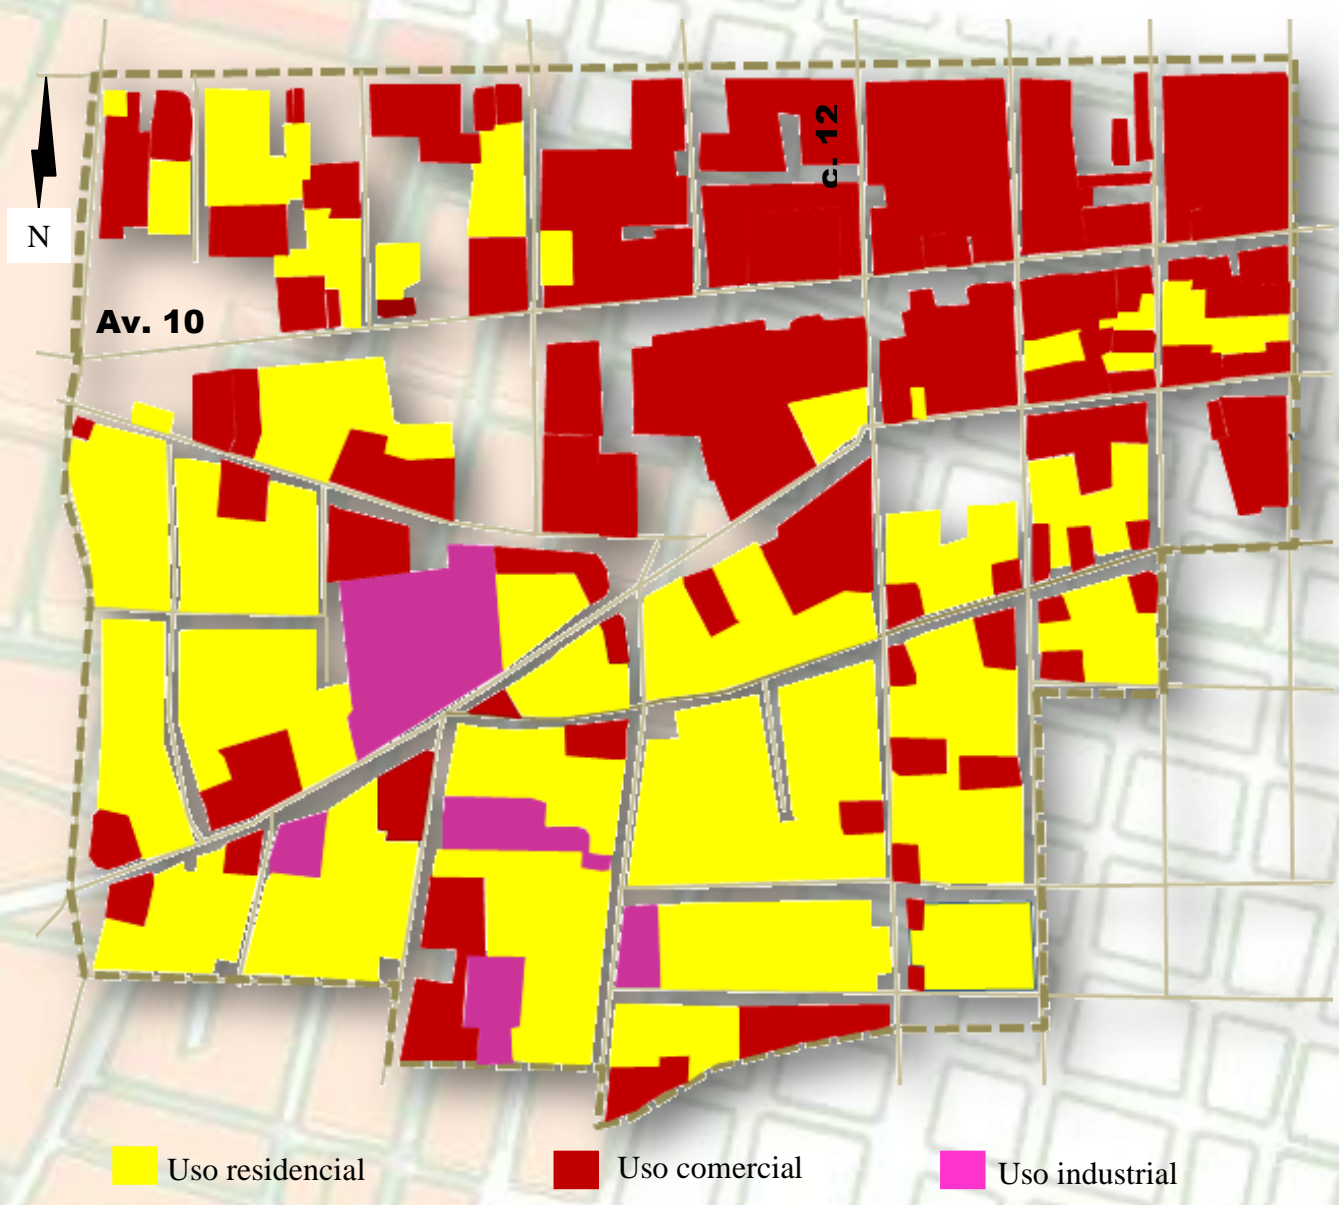 c. 12
N
Av. 10
Uso residencial
Uso comercial
Uso industrial